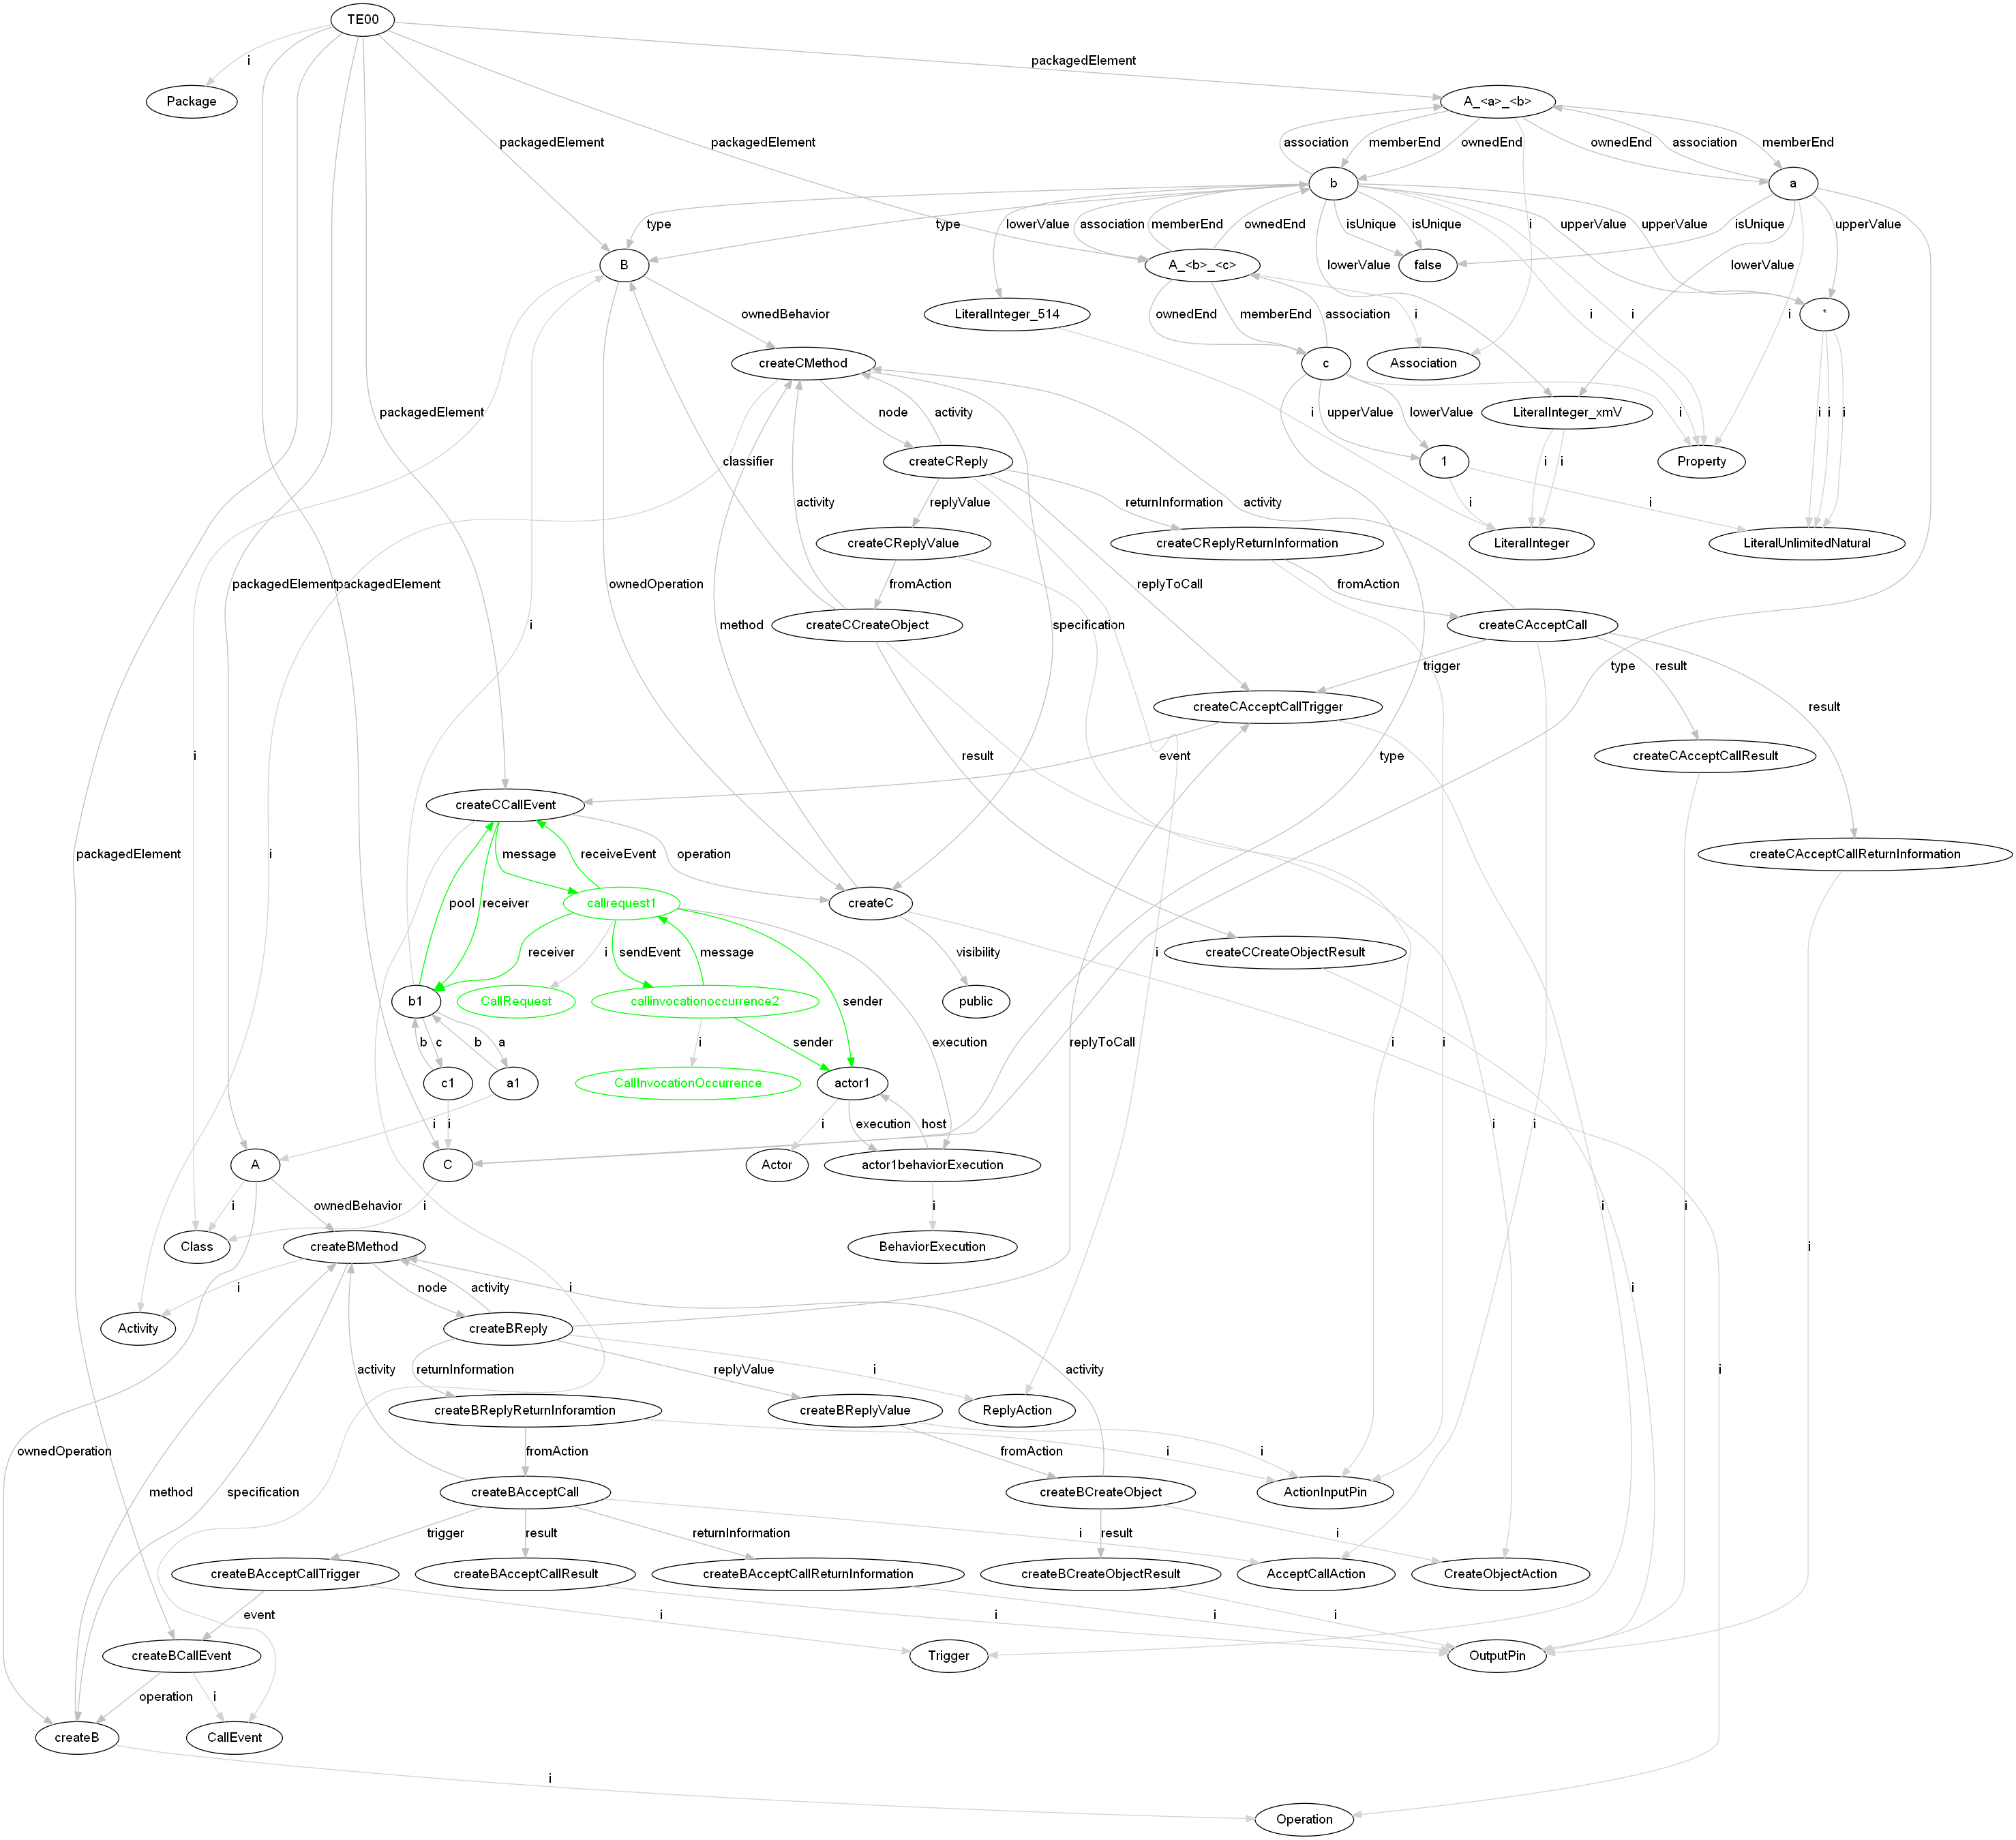 TE00
i
packagedElement
Package
A_<a>_<b>
packagedElement
packagedElement
association
memberEnd
ownedEnd
ownedEnd
association
memberEnd
b
a
type
type
lowerValue
association
memberEnd
ownedEnd
isUnique
isUnique
i
upperValue
upperValue
isUnique
upperValue
B
A_<b>_<c>
lowerValue
false
lowerValue
ownedBehavior
LiteralInteger_514
ownedEnd
memberEnd
association
i
i
i
i
*
createCMethod
c
Association
packagedElement
node
activity
i
upperValue
lowerValue
LiteralInteger_xmV
i
i
i
i
classifier
createCReply
i
i
1
Property
activity
replyValue
returnInformation
activity
i
i
createCReplyValue
createCReplyReturnInformation
LiteralInteger
LiteralUnlimitedNatural
packagedElement
packagedElement
ownedOperation
fromAction
replyToCall
fromAction
i
method
createCCreateObject
specification
createCAcceptCall
trigger
result
type
createCAcceptCallTrigger
result
i
result
event
type
createCAcceptCallResult
createCCallEvent
packagedElement
i
message
receiveEvent
operation
createCAcceptCallReturnInformation
pool
receiver
callrequest1
createC
receiver
i
sendEvent
message
visibility
i
createCCreateObjectResult
b1
CallRequest
callinvocationoccurrence2
sender
public
b
c
b
a
i
sender
execution
replyToCall
i
i
c1
a1
CallInvocationOccurrence
actor1
i
i
i
execution
host
i
i
A
C
Actor
actor1behaviorExecution
i
ownedBehavior
i
i
i
i
Class
createBMethod
BehaviorExecution
i
i
node
activity
i
i
Activity
createBReply
activity
returnInformation
replyValue
i
activity
i
createBReplyReturnInforamtion
createBReplyValue
ReplyAction
ownedOperation
fromAction
i
fromAction
i
method
specification
createBAcceptCall
createBCreateObject
ActionInputPin
trigger
result
returnInformation
i
result
i
createBAcceptCallTrigger
createBAcceptCallResult
createBAcceptCallReturnInformation
createBCreateObjectResult
AcceptCallAction
CreateObjectAction
event
i
i
i
i
createBCallEvent
Trigger
OutputPin
operation
i
createB
CallEvent
i
Operation